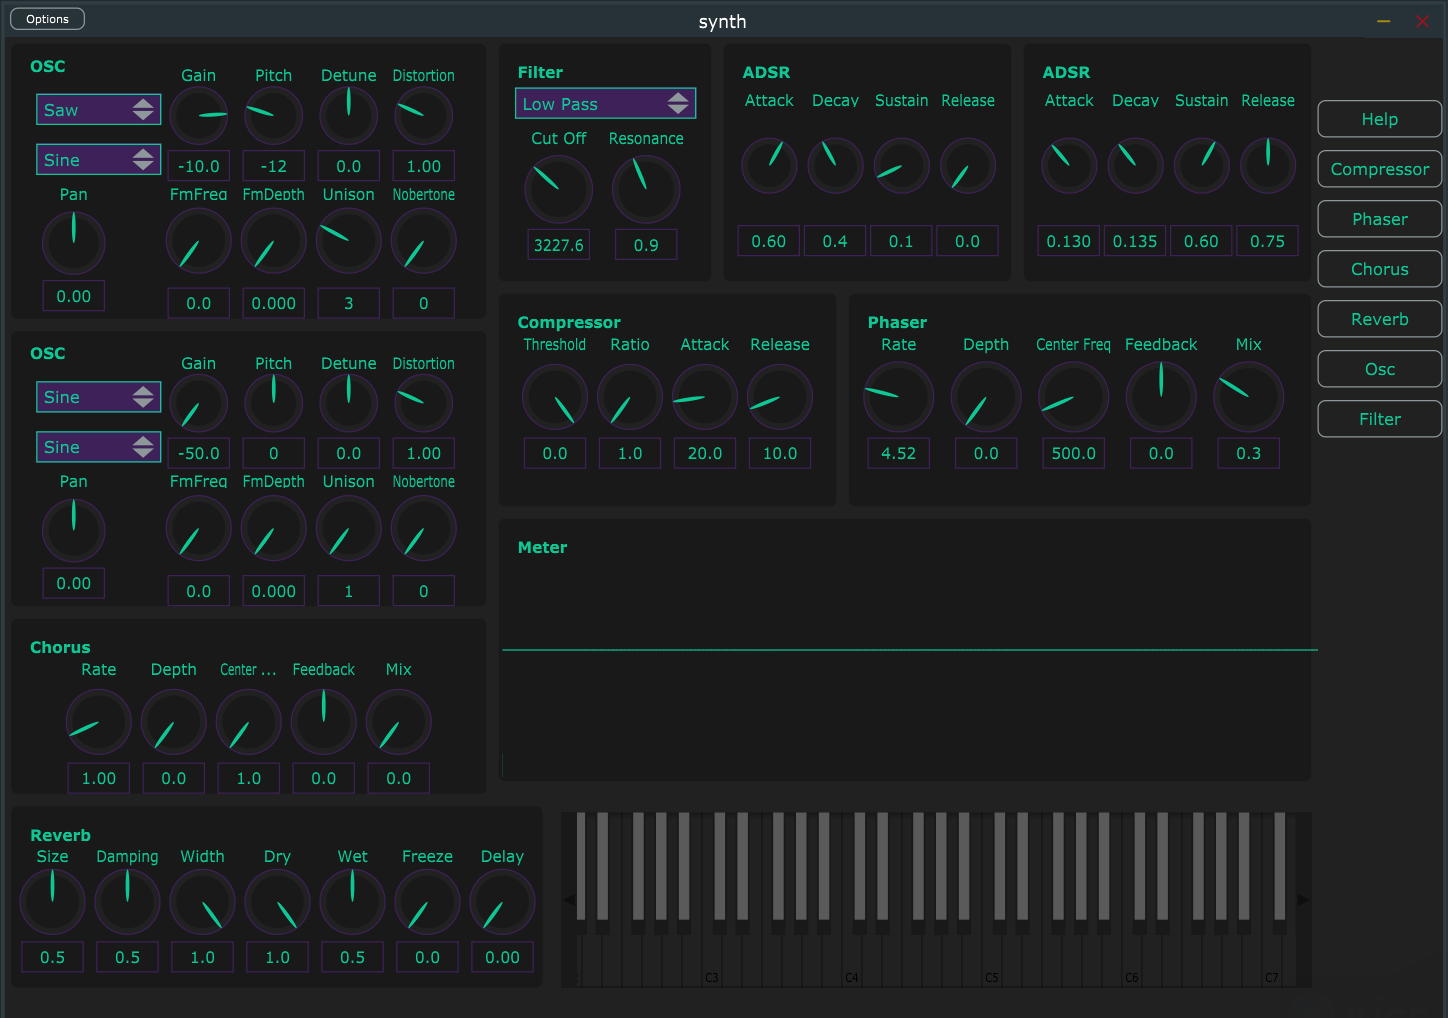 Options
synth
OSC
Gain Pitch Detune Distortion
Saw
Sine
-10.0 -12 0.0 1.00
Pan
FmFreq FmDepth Unison Nobertone
0.00
0.0 0.000 3 0
Filter
Low Pass
Cut Off Resonance
3227.6 0.9
ADSR
Attack Decay Sustain Release
0.60 0.4 0.1 0.0
ADSR
Attack Decay Sustain Release
0.130 0.135 0.60 0.75
Help
Compressor
Phaser
Chorus
Reverb
Osc
Filter
OSC
Gain Pitch Detune Distortion
Sine
Sine
-50.0 0 0.0 1.00
Pan
FmFreq FmDepth Unison Nobertone
0.00
0.0 0.000 1 0
Compressor
Threshold Ratio Attack Release
0.0 1.0 20.0 10.0
Phaser
Rate Depth Center Freq Feedback Mix
4.52 0.0 500.0 0.0 0.3
Meter
Chorus
Rate Depth Center ... Feedback Mix
1.00 0.0 1.0 0.0 0.0
Reverb
Size Damping Width Dry Wet Freeze Delay
0.5 0.5 1.0 1.0 0.5 0.0 0.00
C3 C4 C5 C6 C7